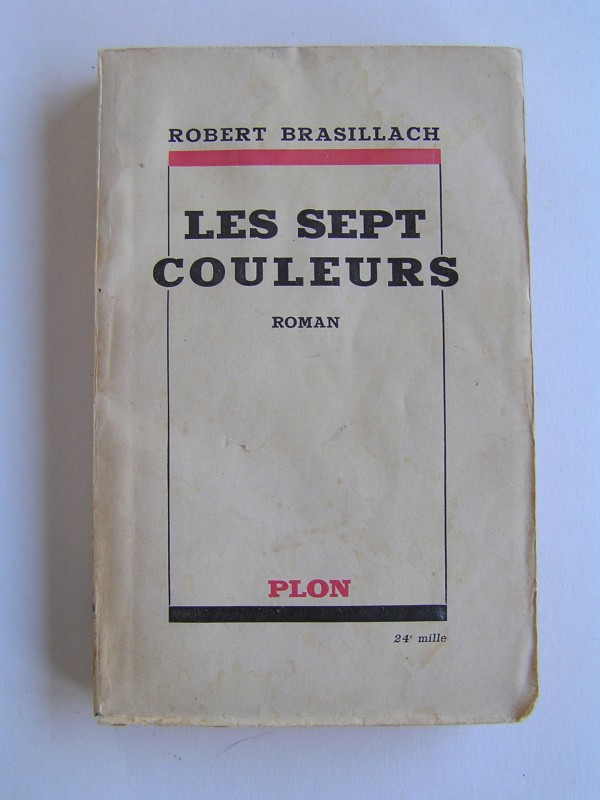 ROBERT BRASILLACH
LES SEPT
COULEURS
ROMAN
PLON
24e mille